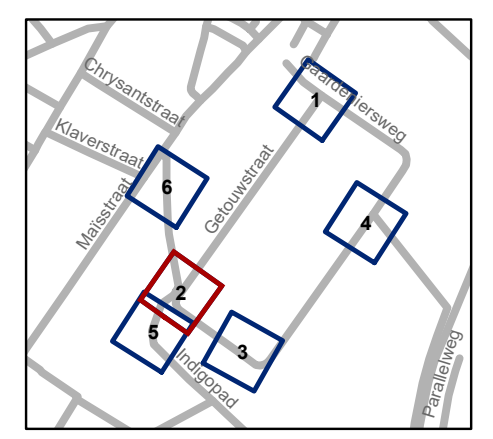 Gaardeniersweg
1
Chrysantstraat
Klaverstraat
6
Getouwstraat
Maïsstraat
4
2
5
3
Indigopad
Parallelweg